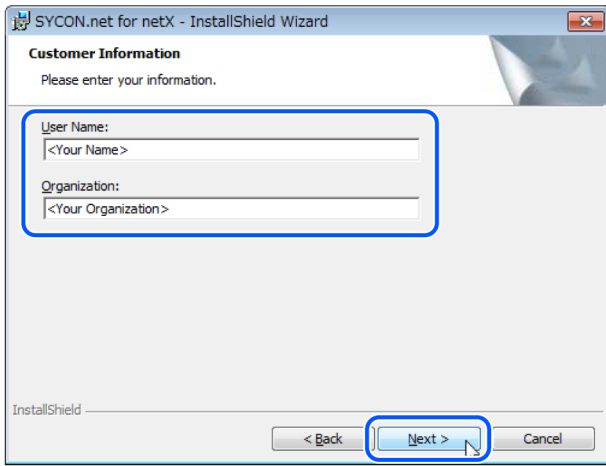 SYCON.net for netX - InstallShield Wizard
Customer Information
Please enter your information.
User Name:
<Your Name>
Organization:
<Your Organization>
InstallShield
< Back Next > Cancel